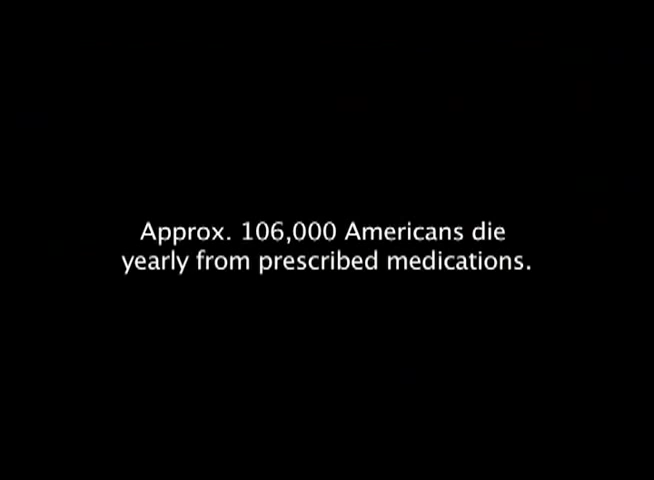 Approx. 106,000 Americans die
yearly from prescribed medications.